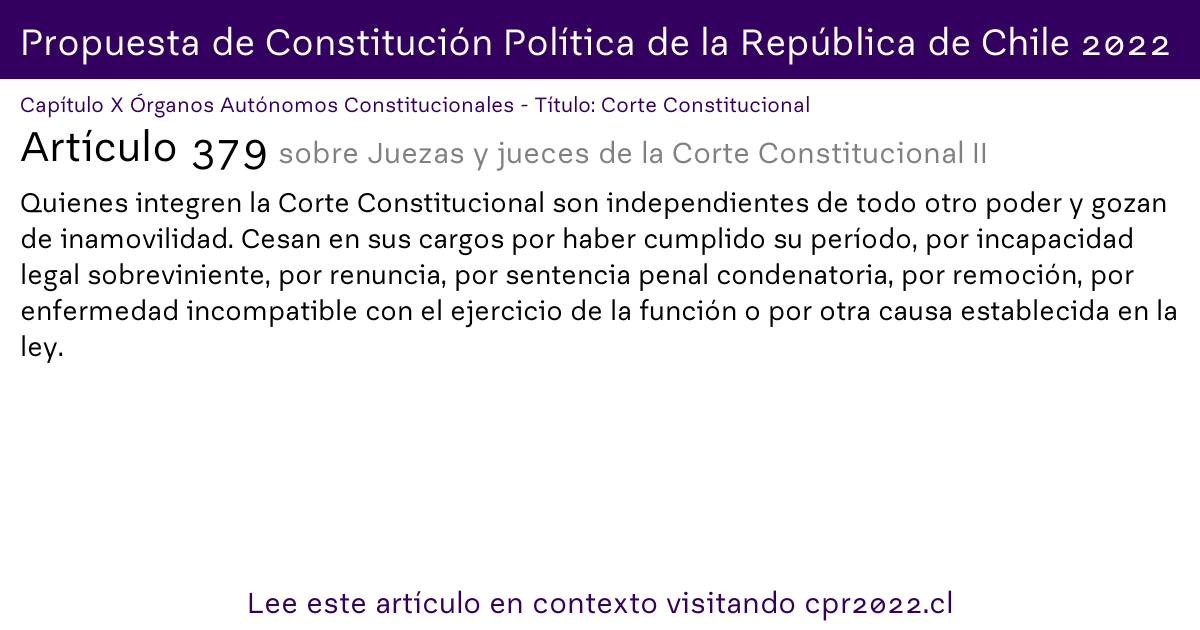 Propuesta de Constitución Política de la República de Chile 2022
Capítulo X Órganos Autónomos Constitucionales - Título: Corte Constitucional
Artículo 379 sobre Juezas y jueces de la Corte Constitucional II
Quienes integren la Corte Constitucional son independientes de todo otro poder y gozan
de inamovilidad. Cesan en sus cargos por haber cumplido su período, por incapacidad
legal sobreviniente, por renuncia, por sentencia penal condenatoria, por remoción, por
enfermedad incompatible con el ejercicio de la función o por otra causa establecida en la
ley.
Lee este artículo en contexto visitando cpr2022.cl